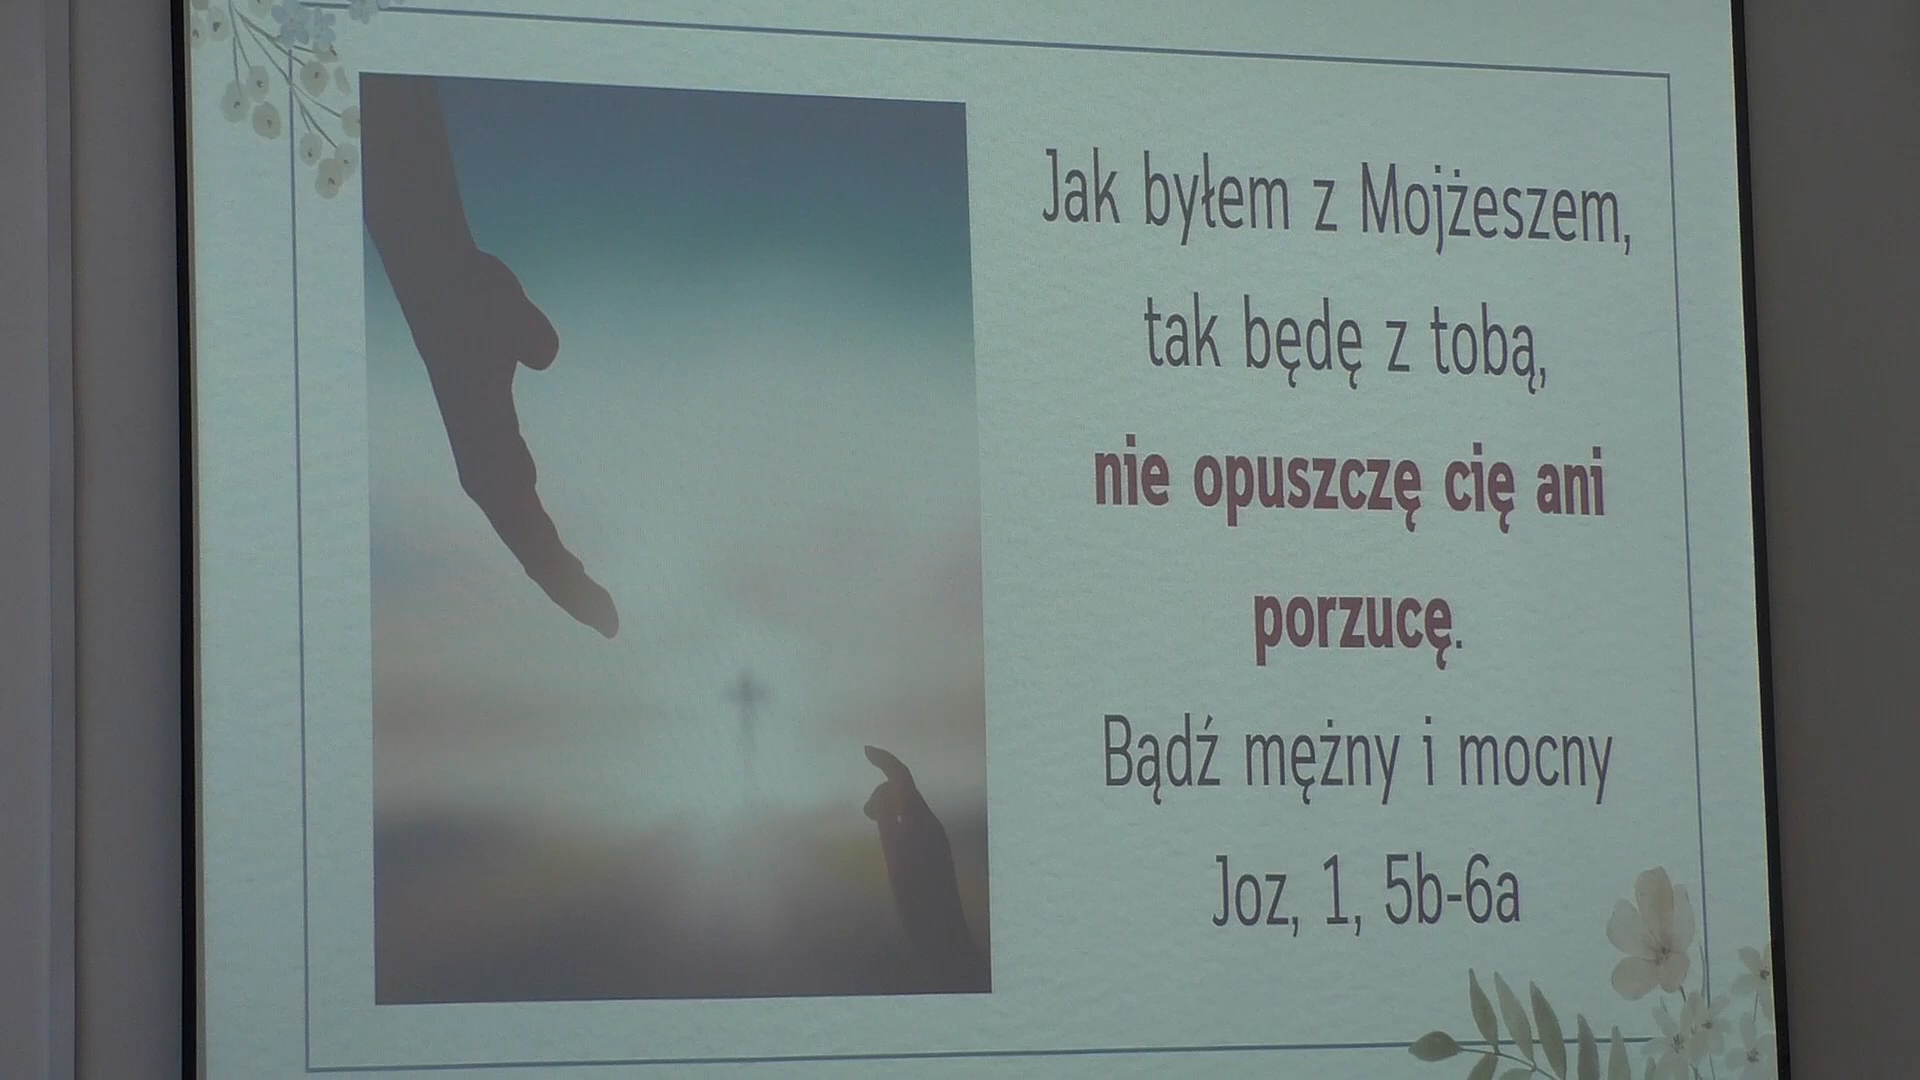 Jak byłem z Mojżeszem,
tak będę z tobą,
nie opuszczę cię ani
porzucę.
Bądź mężny i mocny
Joz, 1, 5b-6a